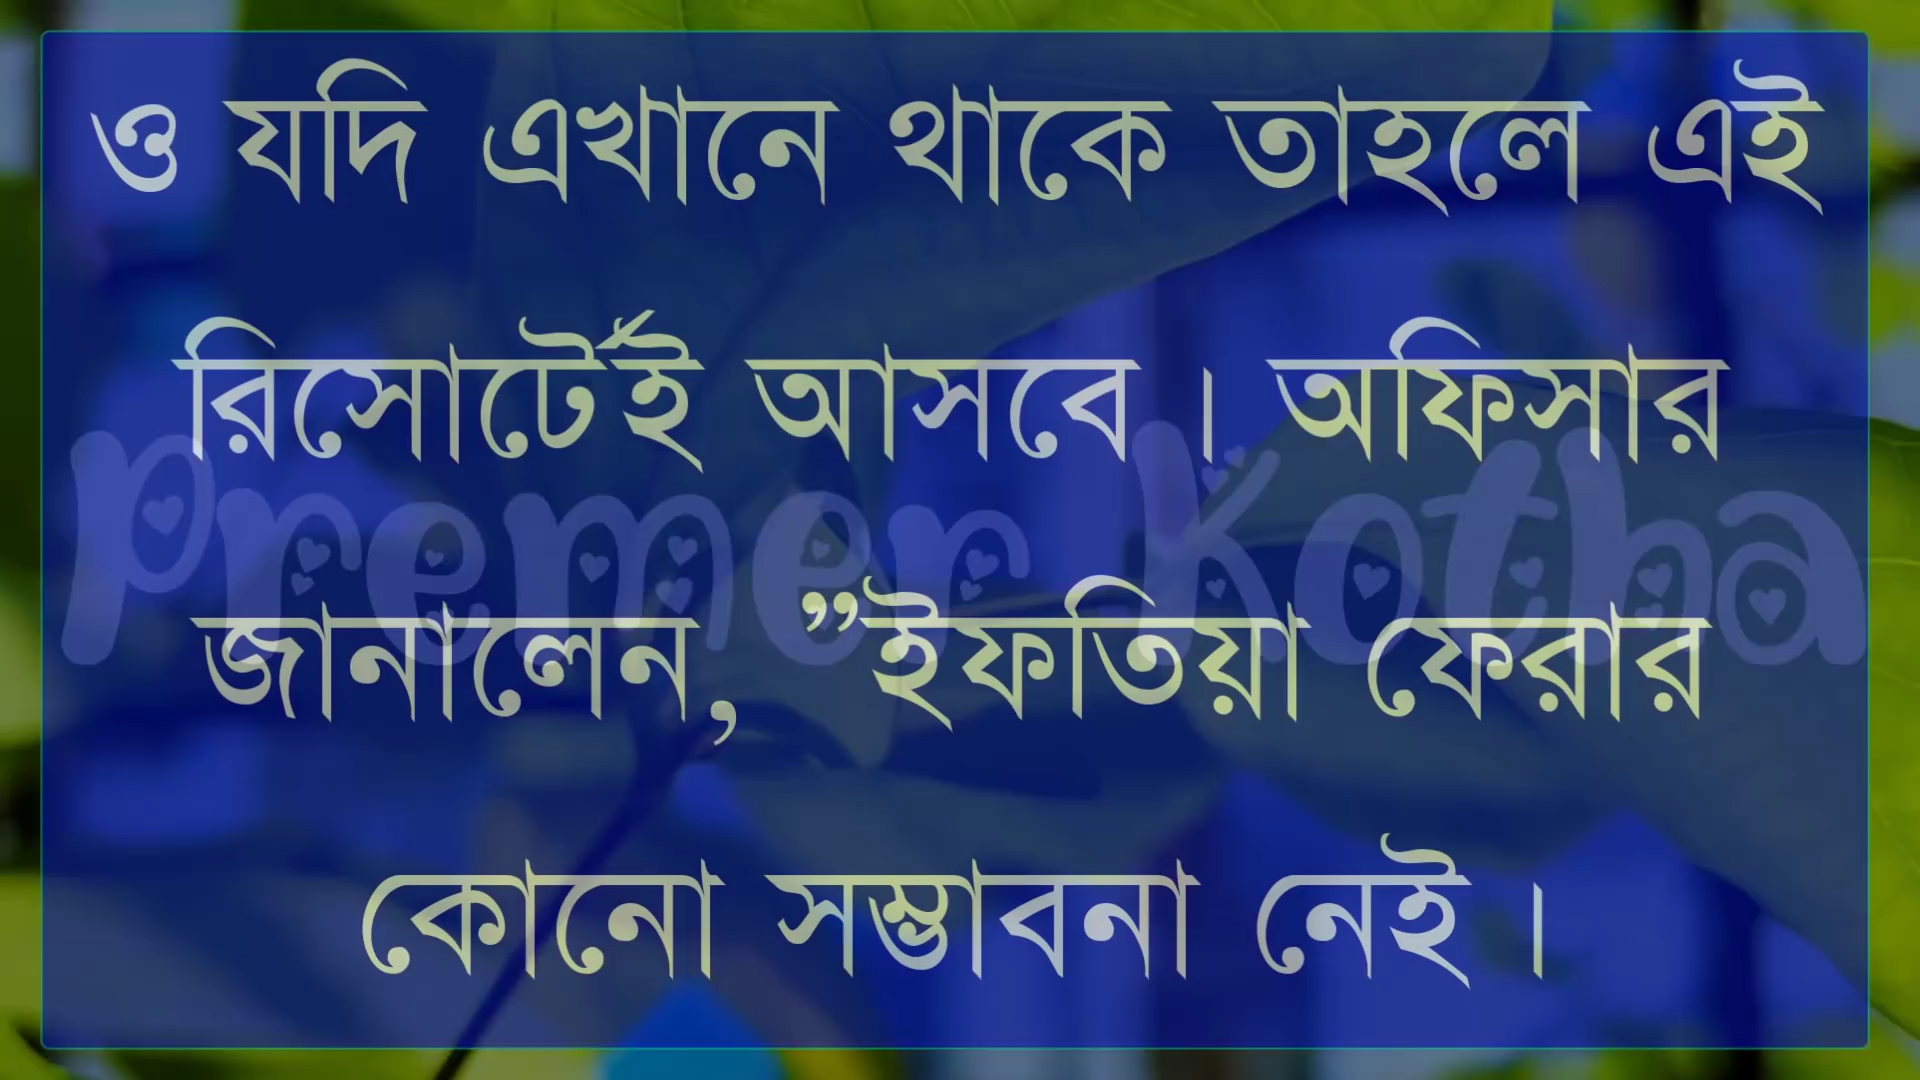 ও যদি এখানে থাকে তাহলে এই
রিসোর্টেই আসবে । অফিসার
Premer Kotha
জানালেন, ”ইফতিয়া ফেরার
কোনো সম্ভাবনা নেই ।